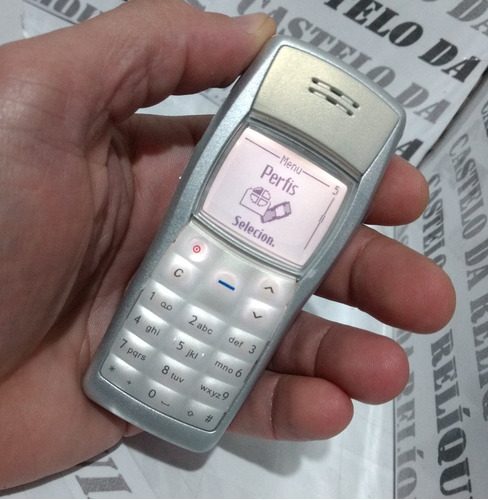 CASTELO DA
CASTELO DA
CASTELO DA
RELÍQUI
Menu
5
Perfis
Selecion.
C
1
2 abc
def 3
4 ghi
5 jkl
mno 6
7 pqrs
8 tuv
wxyz 9
* +
0
#